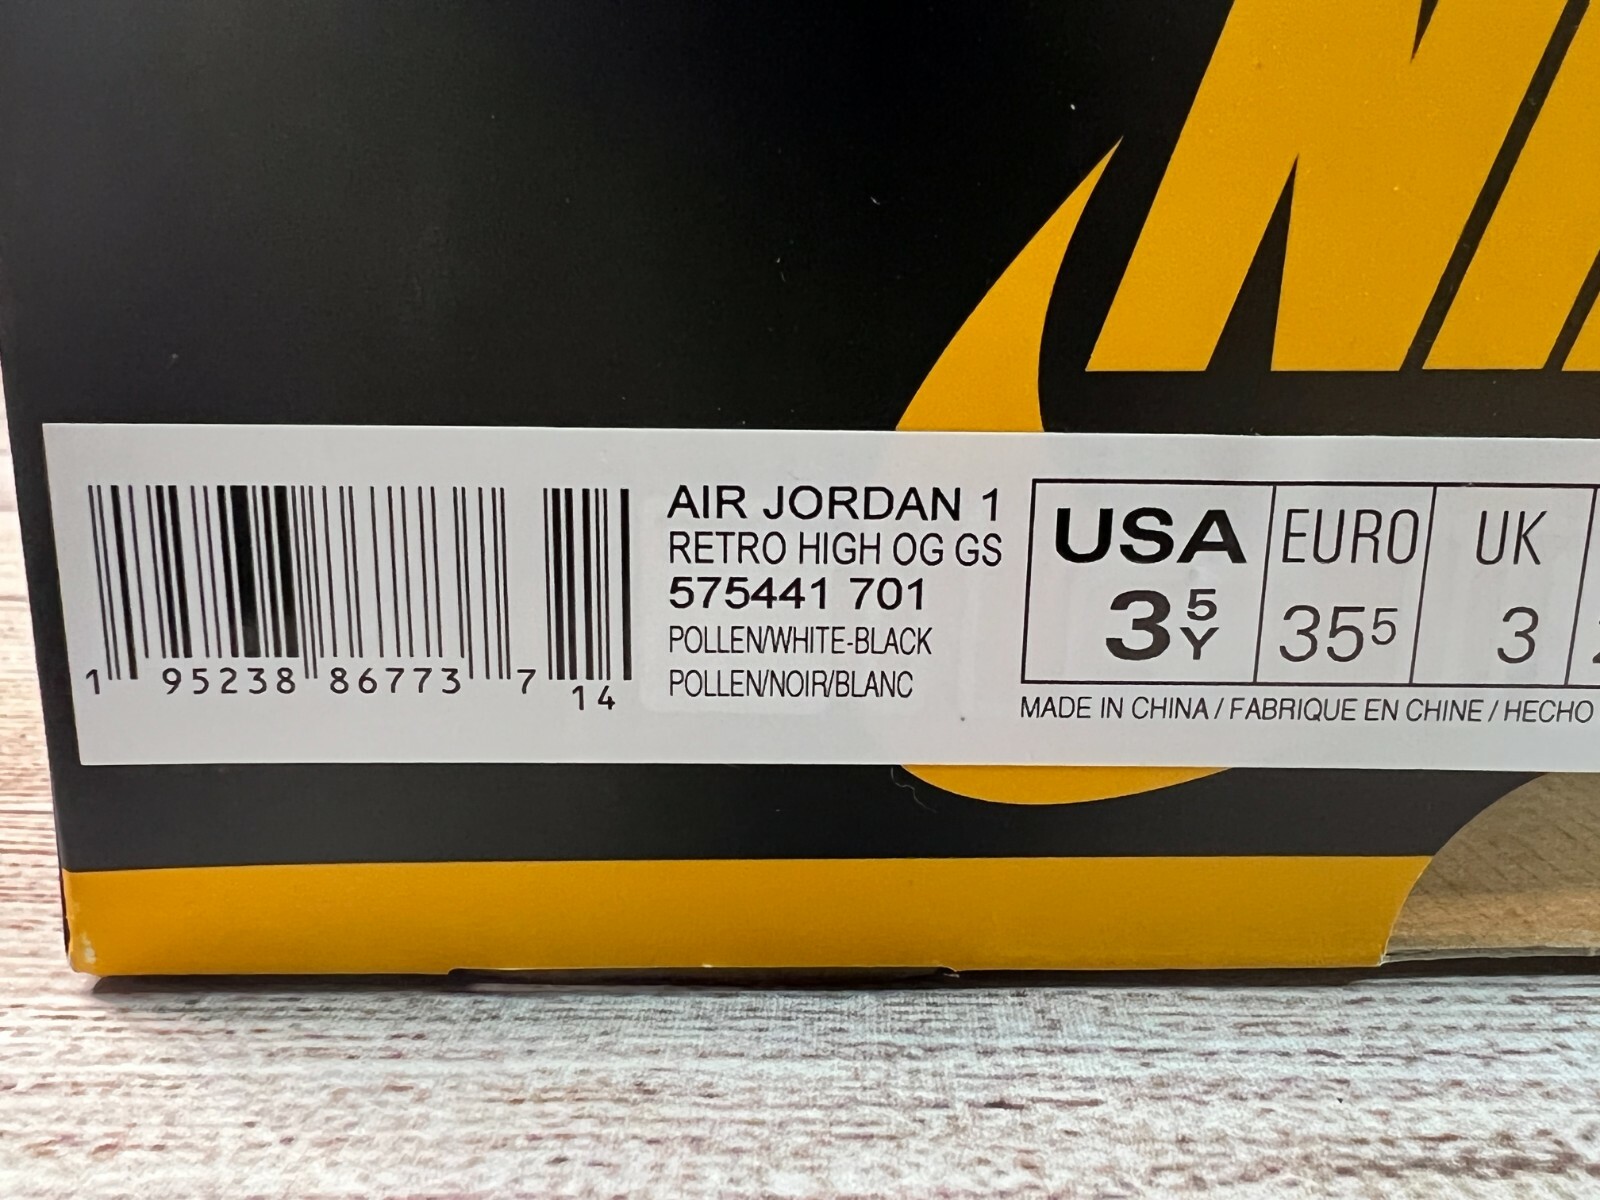 AIR JORDAN 1
RETRO HIGH OG GS
575441 701
POLLEN/WHITE-BLACK
POLLEN/NOIR/BLANC
1 95238 86773 7 14
USA EURO UK
3 5Y 35 5 3
MADE IN CHINA / FABRIQUE EN CHINE / HECHO